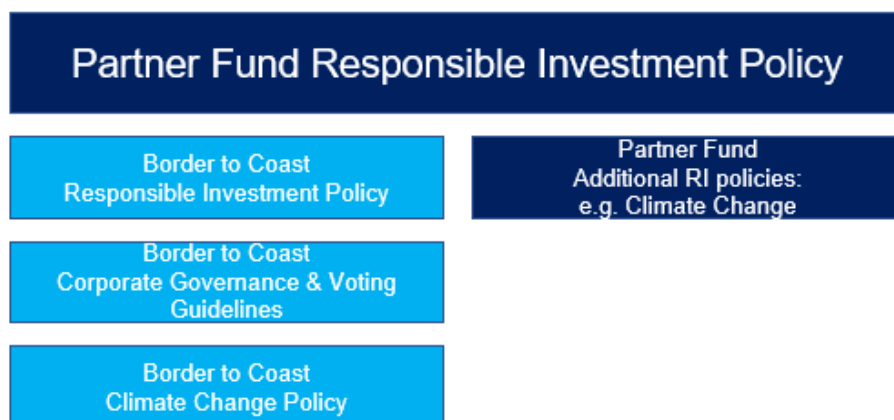 Partner Fund Responsible Investment Policy
Border to Coast
Responsible Investment Policy
Partner Fund
Additional RI policies:
e.g. Climate Change
Border to Coast
Corporate Governance & Voting
Guidelines
Border to Coast
Climate Change Policy